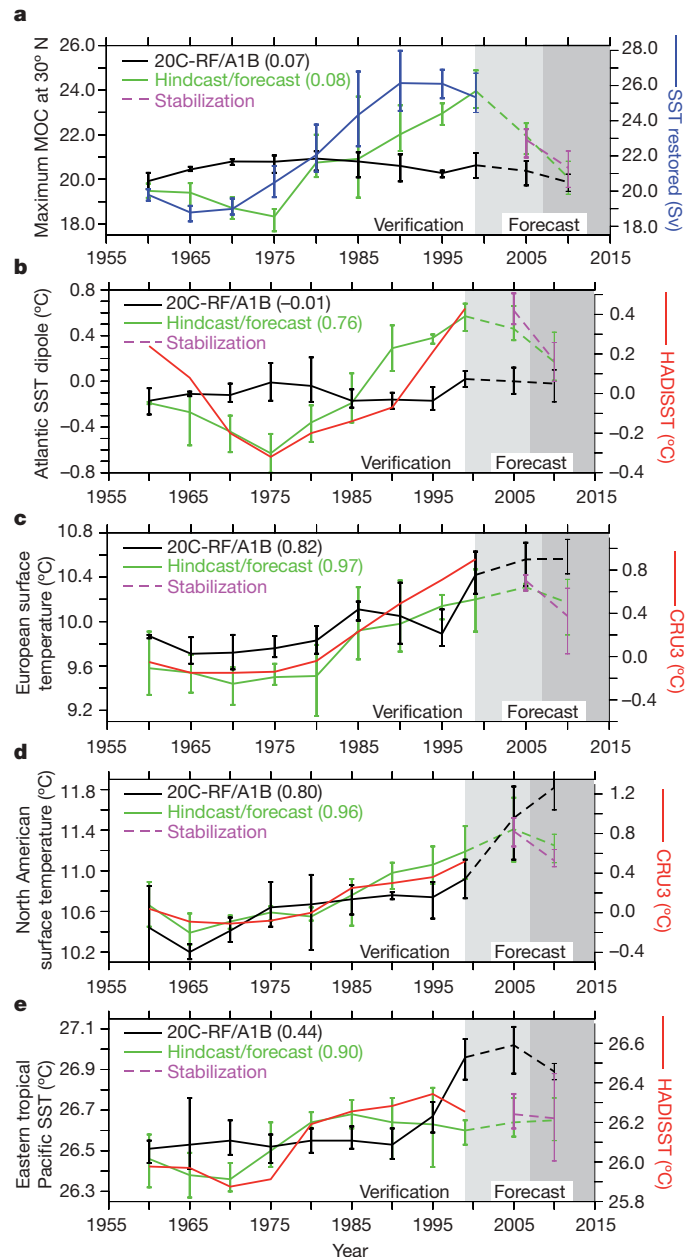 a
Maximum MOC at 30° N
26.0
24.0
22.0
20.0
18.0
20C-RF/A1B (0.07)
Hindcast/forecast (0.08)
Stabilization
Verification
Forecast
28.0
26.0
24.0
22.0
20.0
18.0
SST restored (Sv)
1955 1965 1975 1985 1995 2005 2015
b
Atlantic SST dipole (°C)
0.8
0.4
0.0
−0.4
−0.8
20C-RF/A1B (−0.01)
Hindcast/forecast (0.76)
Stabilization
Verification
Forecast
0.4
0.2
0.0
−0.2
−0.4
HADISST (°C)
1955 1965 1975 1985 1995 2005 2015
c
European surface
temperature (°C)
10.8
10.4
10.0
9.6
9.2
20C-RF/A1B (0.82)
Hindcast/forecast (0.97)
Stabilization
Verification
Forecast
0.8
0.4
0.0
−0.4
CRU3 (°C)
1955 1965 1975 1985 1995 2005 2015
d
North American
surface temperature (°C)
11.8
11.4
11.0
10.6
10.2
20C-RF/A1B (0.80)
Hindcast/forecast (0.96)
Stabilization
Verification
Forecast
1.2
0.8
0.4
0.0
−0.4
CRU3 (°C)
1955 1965 1975 1985 1995 2005 2015
e
Eastern tropical
Pacific SST (°C)
27.1
26.9
26.7
26.5
26.3
20C-RF/A1B (0.44)
Hindcast/forecast (0.90)
Stabilization
Verification
Forecast
26.6
26.4
26.2
26.0
25.8
HADISST (°C)
1955 1965 1975 1985 1995 2005 2015
Year